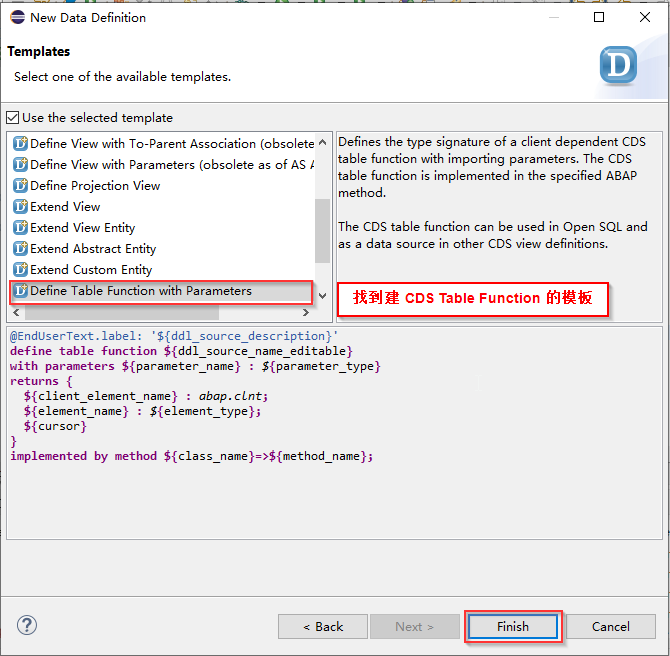 New Data Definition
Templates
Select one of the available templates.
D
Use the selected template
Define View with To-Parent Association (obsolete
Define View with Parameters (obsolete as of AS A
Define Projection View
Extend View
Extend View Entity
Extend Abstract Entity
Extend Custom Entity
Define Table Function with Parameters
Defines the type signature of a client dependent CDS
table function with importing parameters. The CDS
table function is implemented in the specified ABAP
method.
The CDS table function can be used in Open SQL and
as a data source in other CDS view definitions.
找到建 CDS Table Function 的模板
@EndUserText.label: '${ddl_source_description}'
define table function ${ddl_source_name_editable}
with parameters ${parameter_name} : ${parameter_type}
returns {
${client_element_name} : abap.clnt;
${element_name} : ${element_type};
${cursor}
}
implemented by method ${class_name}=>${method_name};
?
< Back
Next >
Finish
Cancel